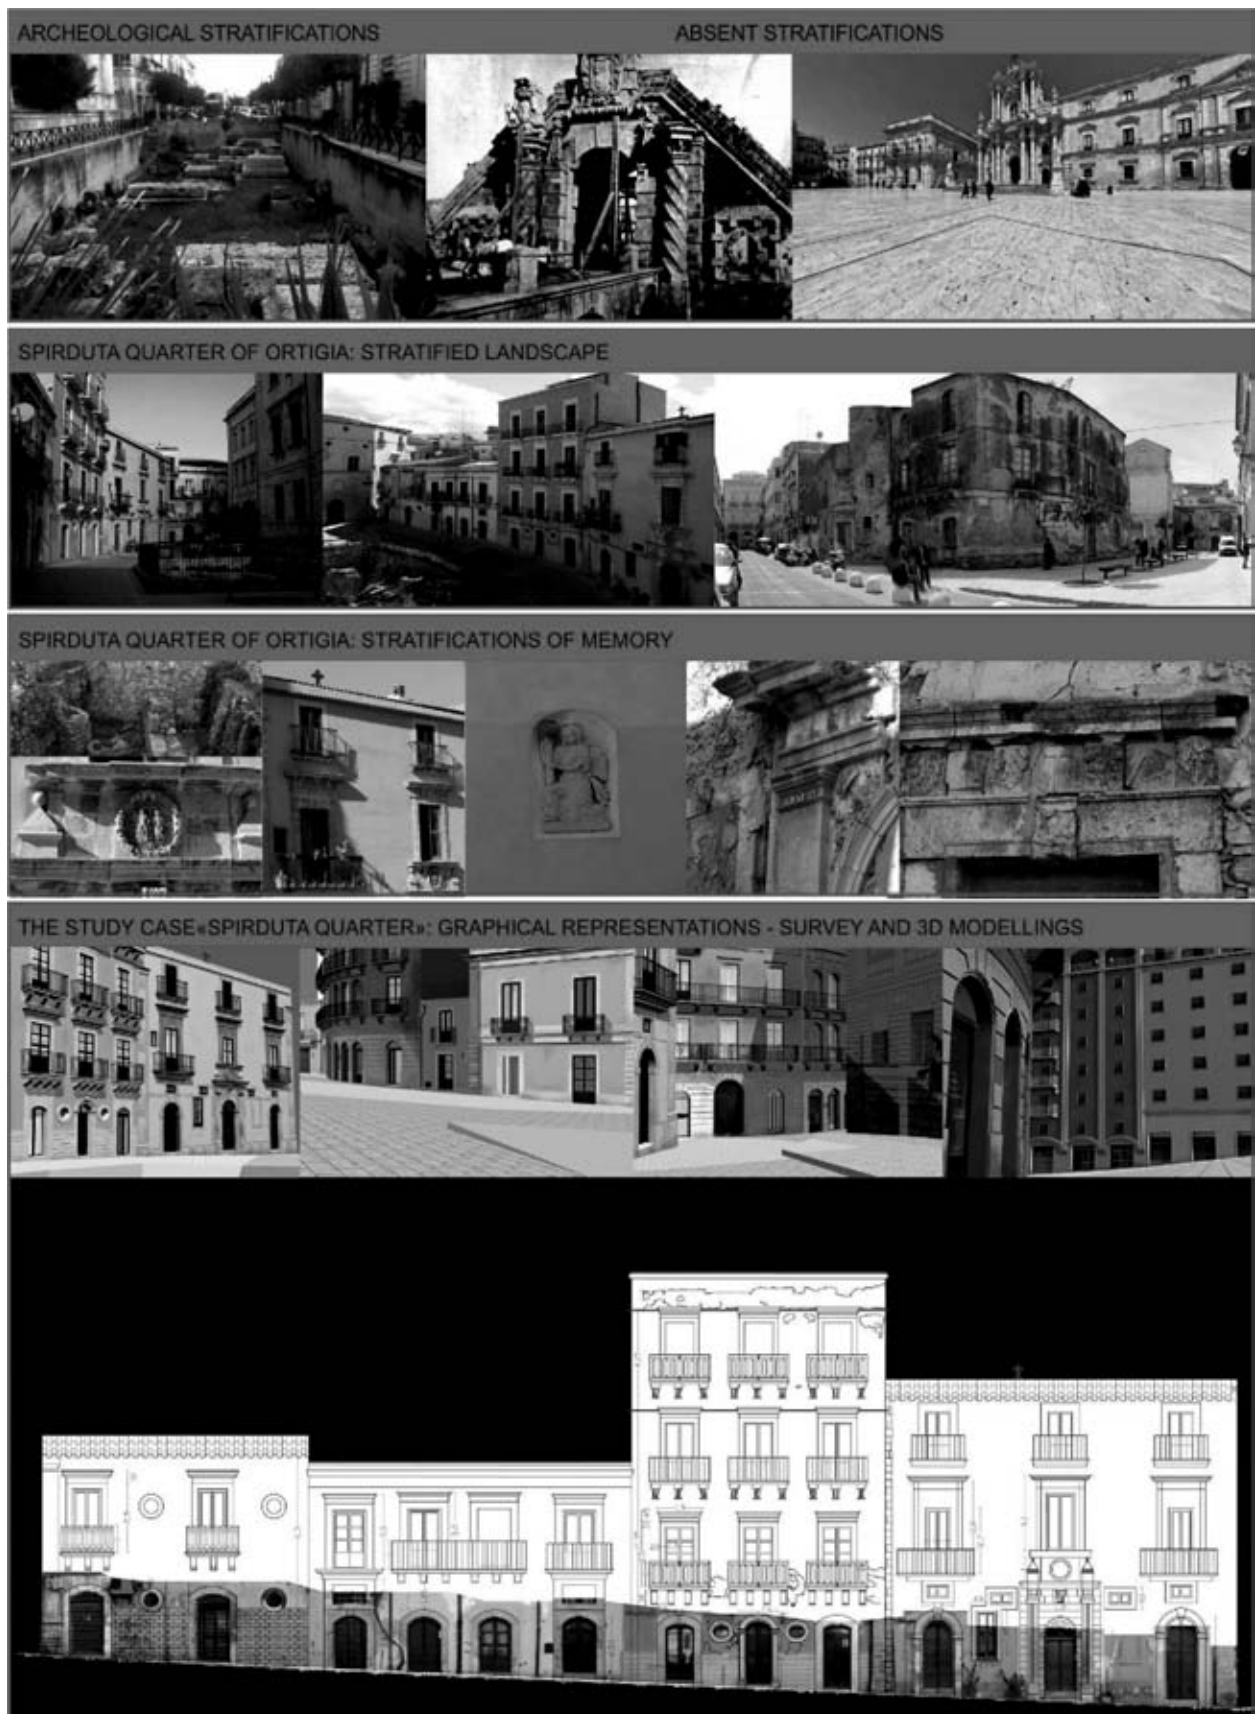 ARCHEOLOGICAL STRATIFICATIONS
ABSENT STRATIFICATIONS
SPIRDUTA QUARTER OF ORTIGIA: STRATIFIED LANDSCAPE
SPIRDUTA QUARTER OF ORTIGIA: STRATIFICATIONS OF MEMORY
THE STUDY CASE«SPIRDUTA QUARTER»: GRAPHICAL REPRESENTATIONS - SURVEY AND 3D MODELLINGS